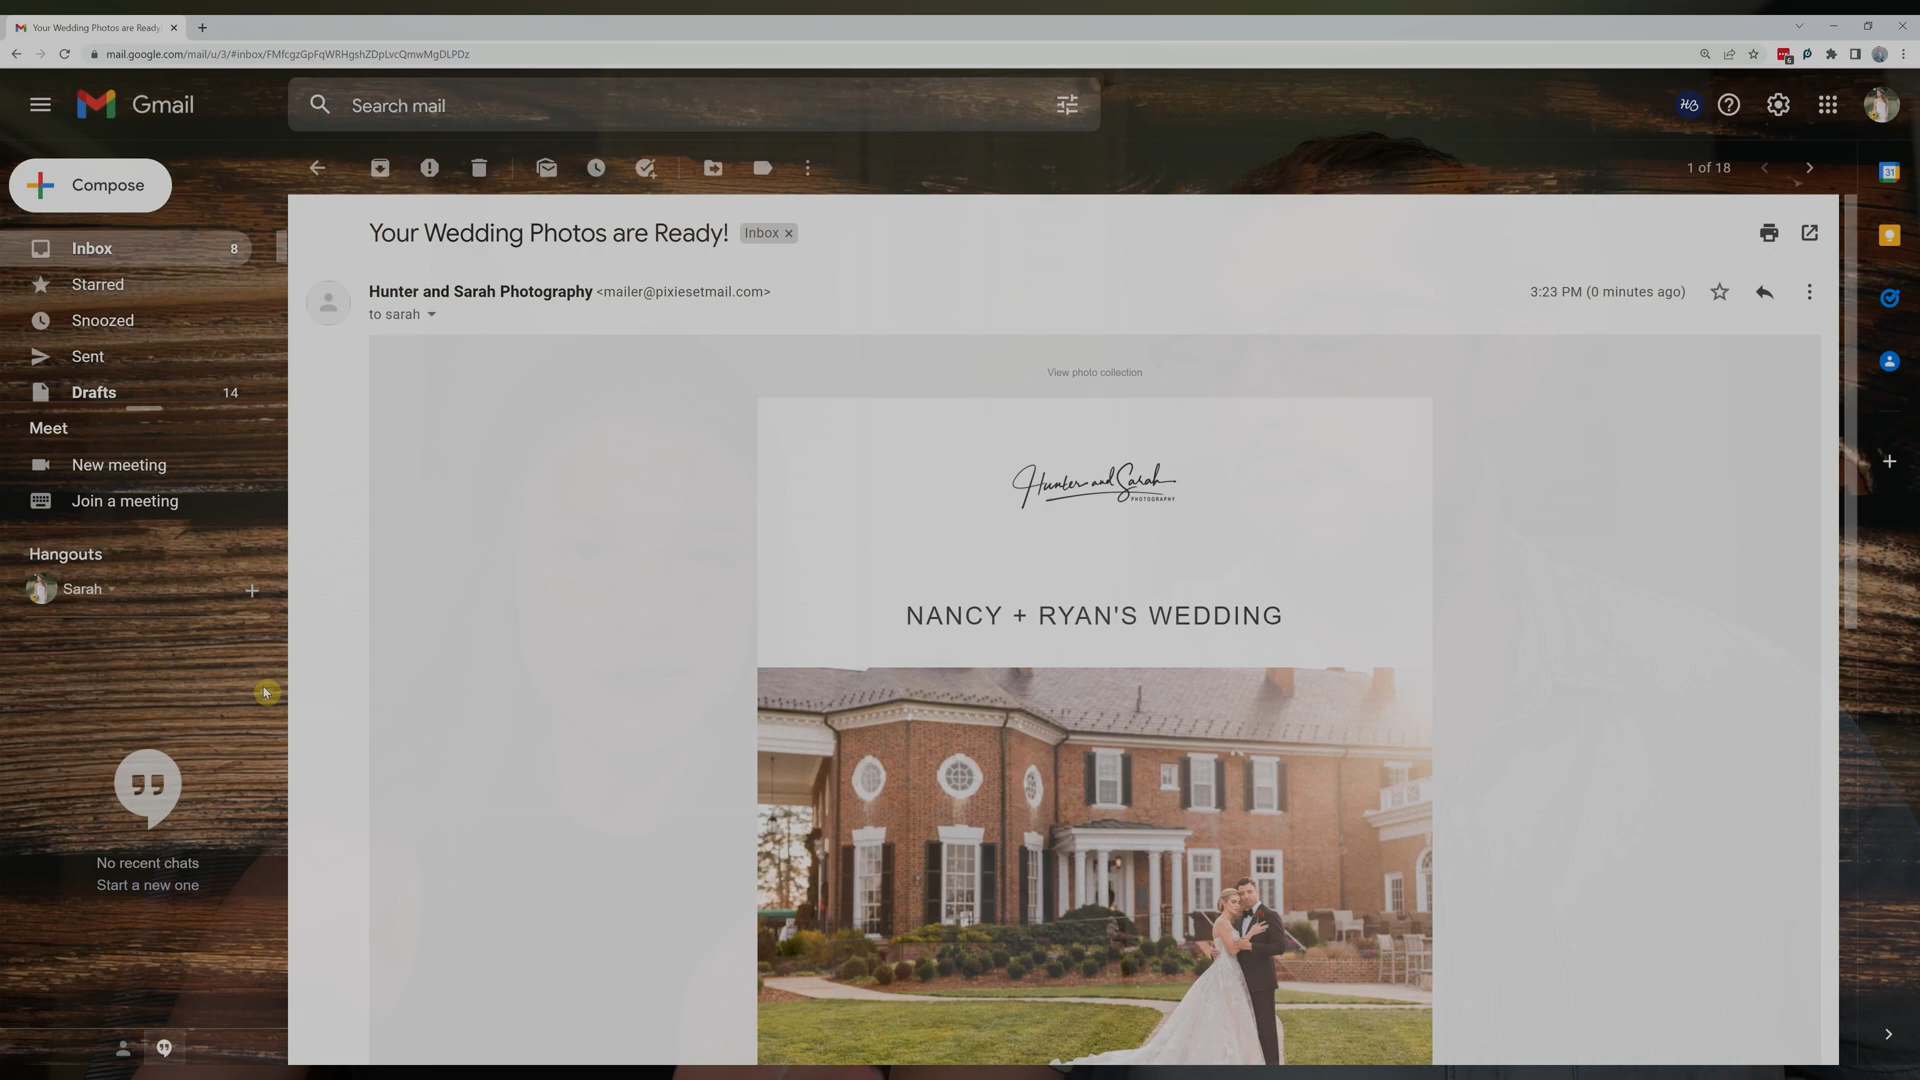 Your Wedding Photos are Ready
mail.google.com/mail/u/3/#inbox/FMfcgzGpFqWRHgshZDpLvcQmwMgDLPDz
6
Gmail
Search mail
HB
1 of 18
31
Compose
Your Wedding Photos are Ready!
Inbox
Inbox 8
Starred
Hunter and Sarah Photography <mailer@pixiesetmail.com>
3:23 PM (0 minutes ago)
to sarah
Snoozed
Sent
View photo collection
Drafts 14
Meet
New meeting
Hunter and Sarah
PHOTOGRAPHY
Join a meeting
Hangouts
Sarah
NANCY + RYAN'S WEDDING
No recent chats
Start a new one